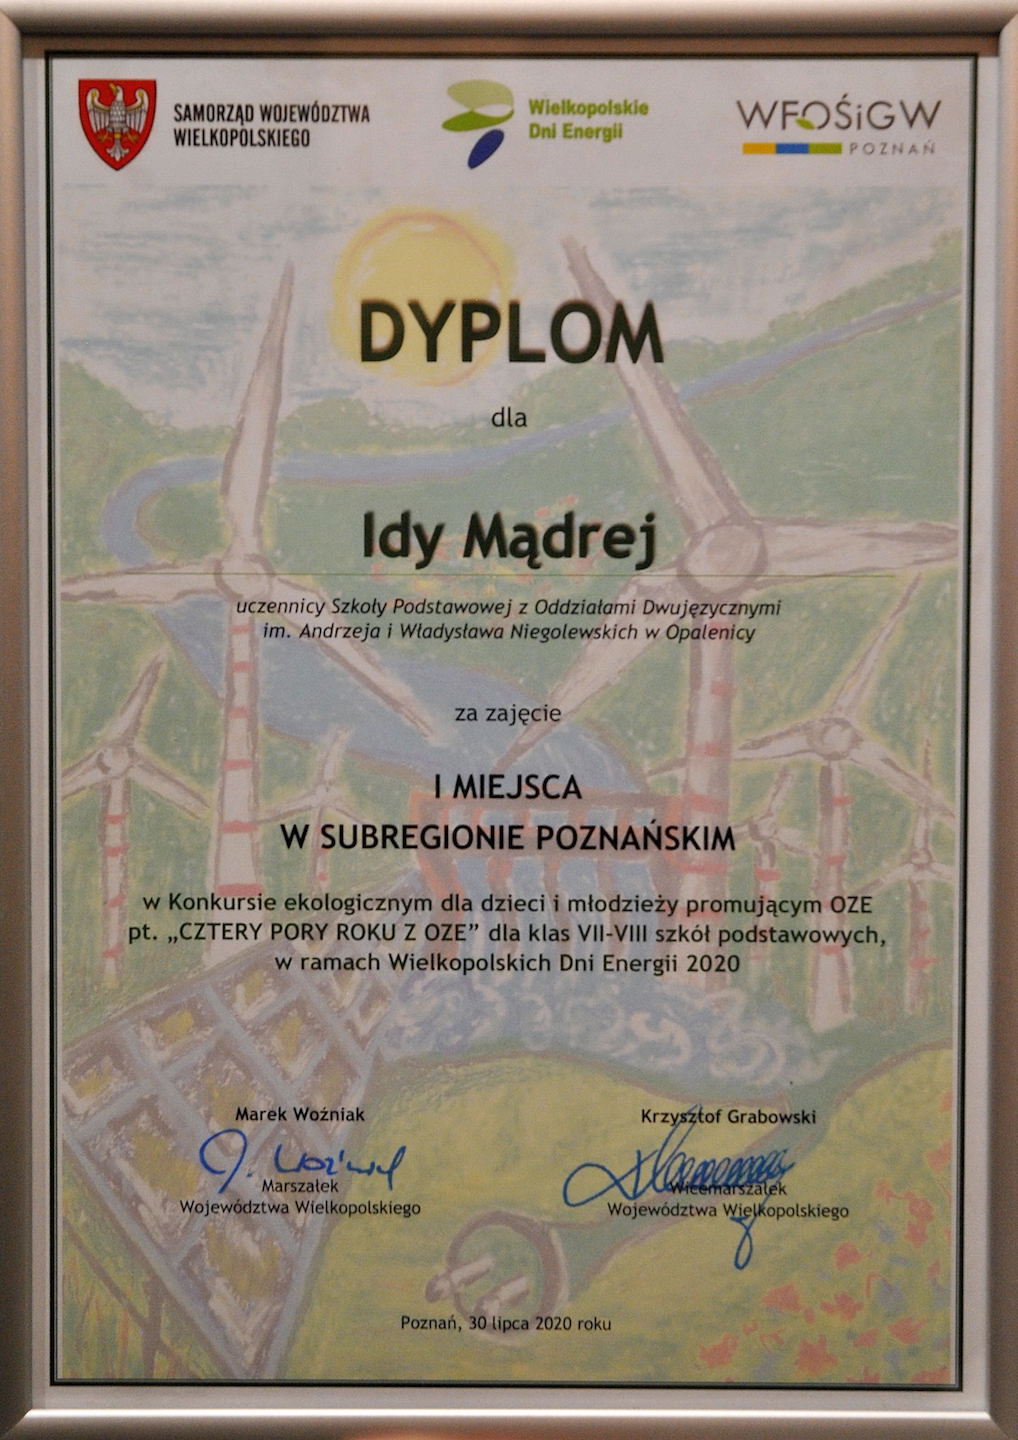 SAMORZĄD WOJEWÓDZTWA
WIELKOPOLSKIEGO
Wielkopolskie
Dni Energii
WFOŚiGW
POZNAŃ
DYPLOM
dla
Idy Mądrej
uczennicy Szkoły Podstawowej z Oddziałami Dwujęzycznymi
im. Andrzeja i Władysława Niegolewskich w Opalenicy
za zajęcie
I MIEJSCA
W SUBREGIONIE POZNAŃSKIM
w Konkursie ekologicznym dla dzieci i młodzieży promującym OZE
pt. „CZTERY PORY ROKU Z OZE” dla klas VII-VIII szkół podstawowych,
w ramach Wielkopolskich Dni Energii 2020
Marek Woźniak
Marszałek
Województwa Wielkopolskiego
Krzysztof Grabowski
Wicemarszałek
Województwa Wielkopolskiego
Poznań, 30 lipca 2020 roku